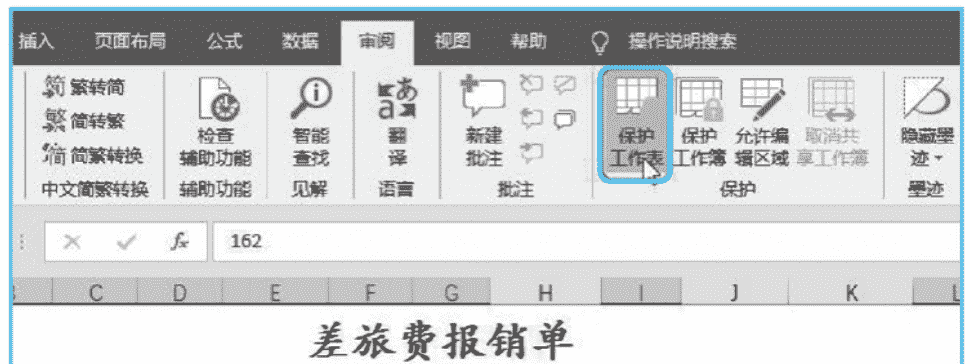 插入 页面布局 公式 数据 审阅 视图 帮助 操作说明搜索
简 繁转简
繁 简转繁
简 简繁转换
中文简繁转换
检查
辅助功能
辅助功能
智能
查找
见解
翻
译
语言
新建
批注
批注
保护
工作表
保护
工作簿
允许编
辑区域
取消共
享工作簿
保护
隐藏墨
迹
墨迹
fx 162
C D E F G H I J K L
差旅费报销单